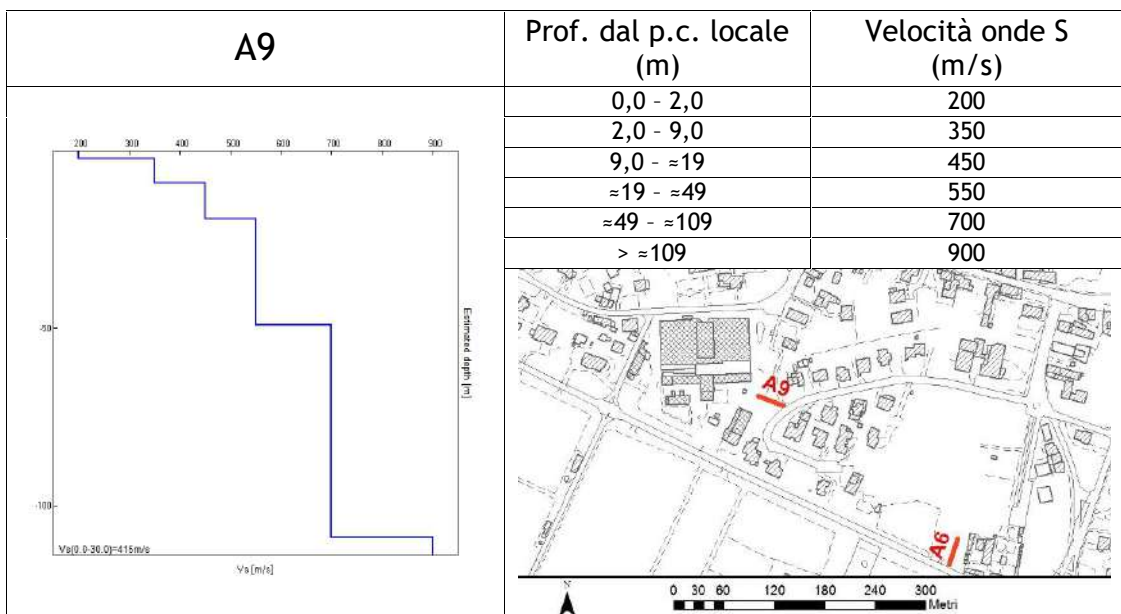 A9
Prof. dal p.c. locale
(m)
Velocità onde S
(m/s)
0,0 – 2,0 200
2,0 – 9,0 350
9,0 – ≈19 450
≈19 – ≈49 550
≈49 – ≈109 700
> ≈109 900
200 300 400 500 600 700 800 900
-50-
-100-
Estimated depth [m]
Vs(0.0-30.0)=415m/s
Vs [m/s]
A9
A6
N
0 30 60 120 180 240 300
Metri